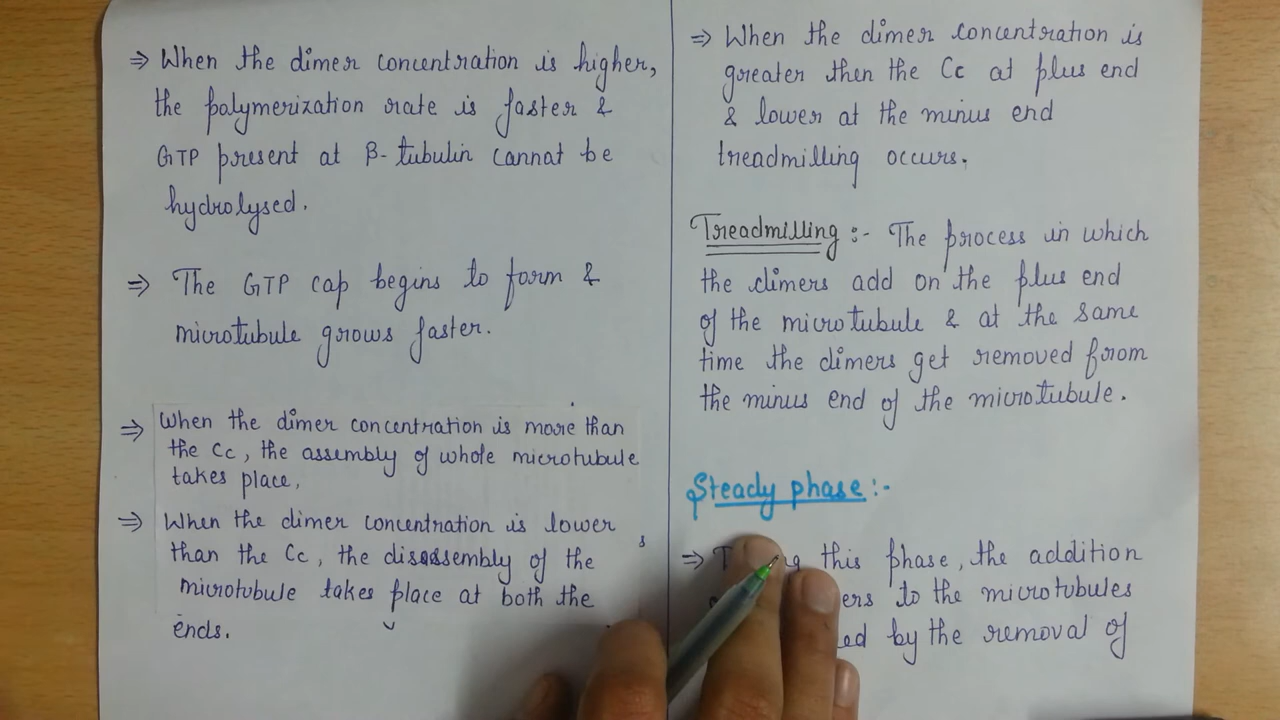 ⇒ When the dimer concentration is higher,
the polymerization rate is faster &
GTP present at β-tubulin cannat be
hydrolysed.
⇒ The GTP cap begins to form &
microtubule grows faster.
⇒ When the dimer concentration is more than
the Cc, the assembly of whole microtubule
takes place,
⇒ When the dimer concentration is lower
than the Cc, the disassembly of the
microtubule takes place at both the
ends.
⇒ When the dimer concentration is
greater then the Cc at plus end
& lower at the minus end
treadmilling occurs.
Treadmilling :- The process in which
the dimers add on the plus end
of the microtubule & at the same
time the dimers get removed from
the minus end of the microtubule.
Steady phase :-
⇒ this phase, the addition
to the microtubules
by the removal of